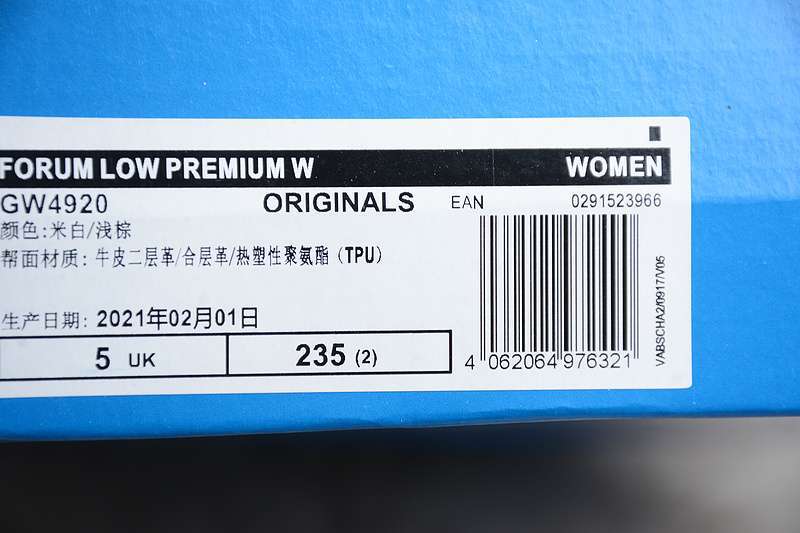 FORUM LOW PREMIUM W WOMEN
GW4920 ORIGINALS EAN 0291523966
颜色:米白/浅棕
帮面材质: 牛皮二层革/合层革/热塑性聚氨酯 (TPU)
生产日期: 2021年02月01日
5 UK 235 (2)
4 062064 976321
VABSCHA2/0917/V05